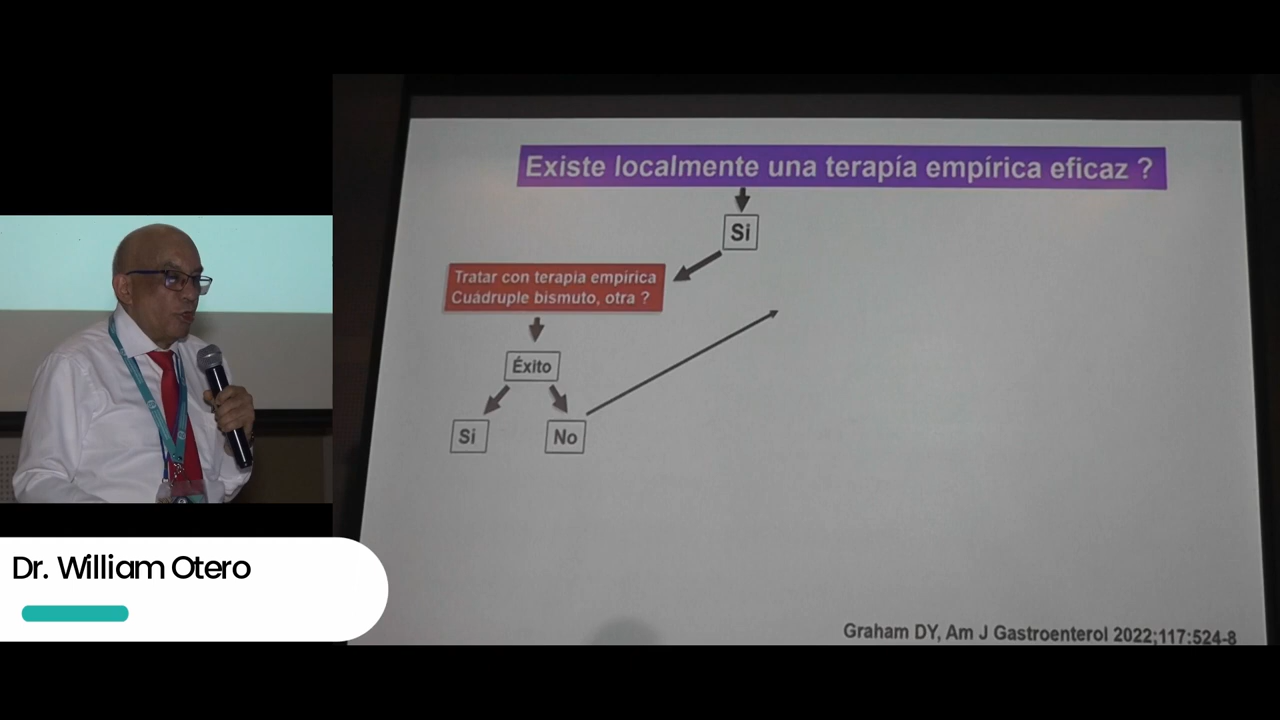 Existe localmente una terapía empírica eficaz ?
Si
Tratar con terapia empírica
Cuádruple bismuto, otra ?
Éxito
Si
No
Dr. William Otero
Graham DY, Am J Gastroenterol 2022;117:524-8